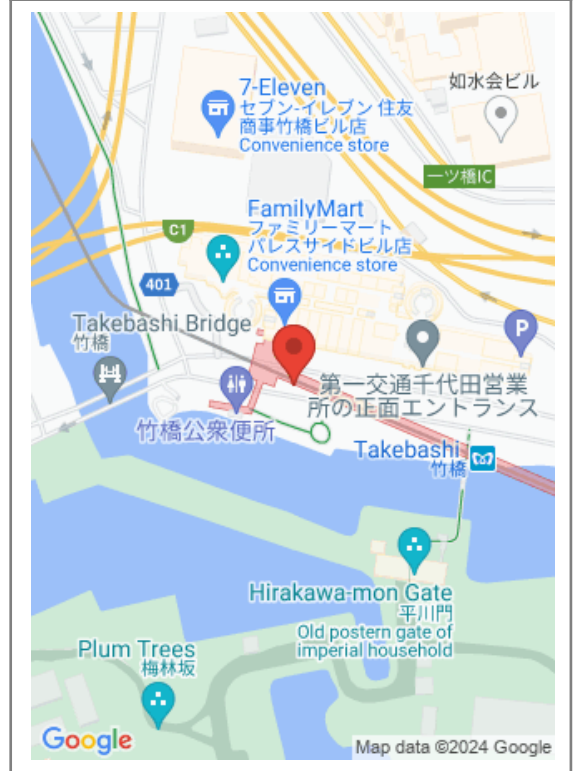 7-Eleven
セブン-イレブン 住友
商事竹橋ビル店
Convenience store
如水会ビル
一ツ橋IC
FamilyMart
ファミリーマート
パレスサイドビル店
Convenience store
C1
401
Takebashi Bridge
竹橋
P
第一交通千代田営業
所の正面エントランス
竹橋公衆便所
Takebashi
竹橋
Hirakawa-mon Gate
平川門
Old postern gate of
imperial household
Plum Trees
梅林坂
Google
Map data ©2024 Google